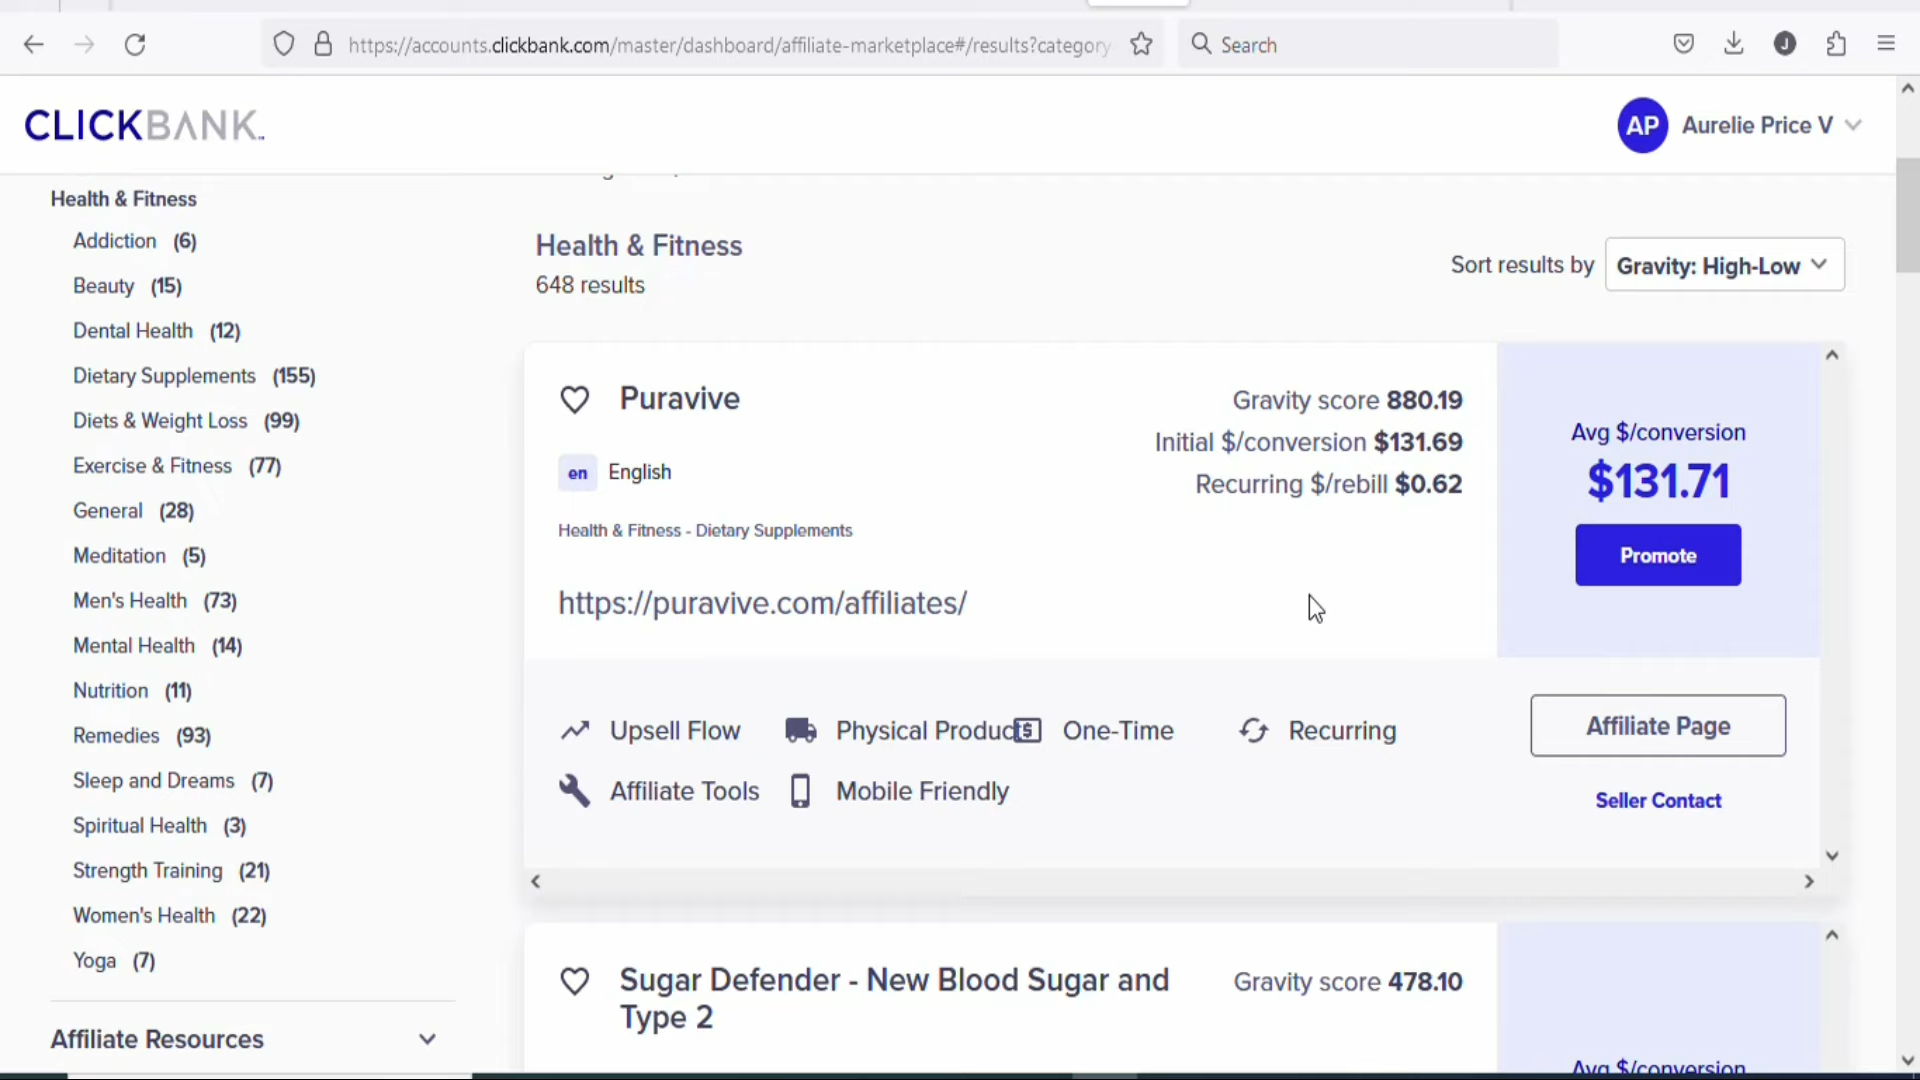 https://accounts.clickbank.com/master/dashboard/affiliate-marketplace#/results?category
Search
J
CLICKBANK
AP
Aurelie Price V
Health & Fitness
Addiction (6)
Beauty (15)
Dental Health (12)
Dietary Supplements (155)
Diets & Weight Loss (99)
Exercise & Fitness (77)
General (28)
Meditation (5)
Men's Health (73)
Mental Health (14)
Nutrition (11)
Remedies (93)
Sleep and Dreams (7)
Spiritual Health (3)
Strength Training (21)
Women's Health (22)
Yoga (7)
Affiliate Resources
Health & Fitness
648 results
Sort results by
Gravity: High-Low
Puravive
Gravity score 880.19
Initial $/conversion $131.69
Recurring $/rebill $0.62
en English
Health & Fitness - Dietary Supplements
https://puravive.com/affiliates/
Avg $/conversion
$131.71
Promote
Upsell Flow
Physical Product
$
One-Time
Recurring
Affiliate Tools
Mobile Friendly
Affiliate Page
Seller Contact
Sugar Defender - New Blood Sugar and
Type 2
Gravity score 478.10
Avg $/conversion